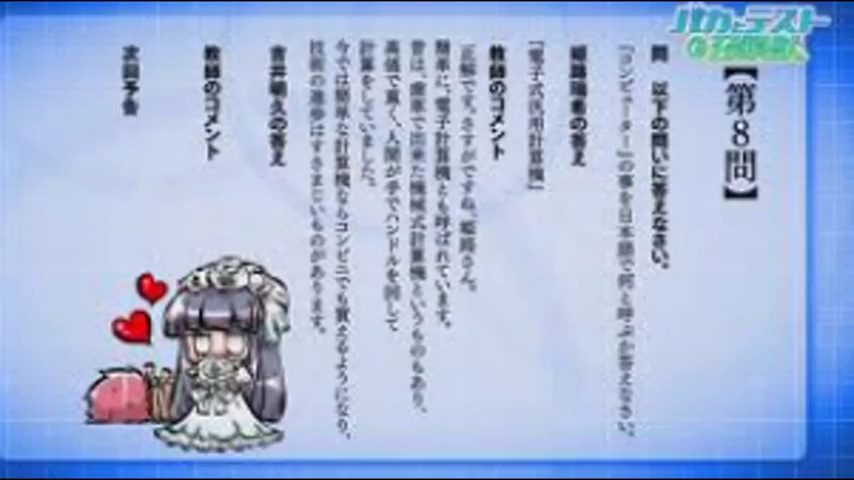 バカとテストと召喚獣
【第8問】
問 以下の問いに答えなさい。
『コンピューター』の事を日本語で何と呼ぶか答えなさい。
姫路瑞希の答え
『電子式汎用計算機』
教師のコメント
正解です。さすがですね、姫路さん。
簡単に、電子計算機とも呼ばれています。
昔は、歯車で出来た機械式計算機というものもあり、
高価で重く、人間が手でハンドルを回して
計算をしていました。
今では簡単な計算機ならコンビニでも買えるようになり、
技術の進歩はすさまじいものがあります。
吉井明久の答え
教師のコメント
次回予告